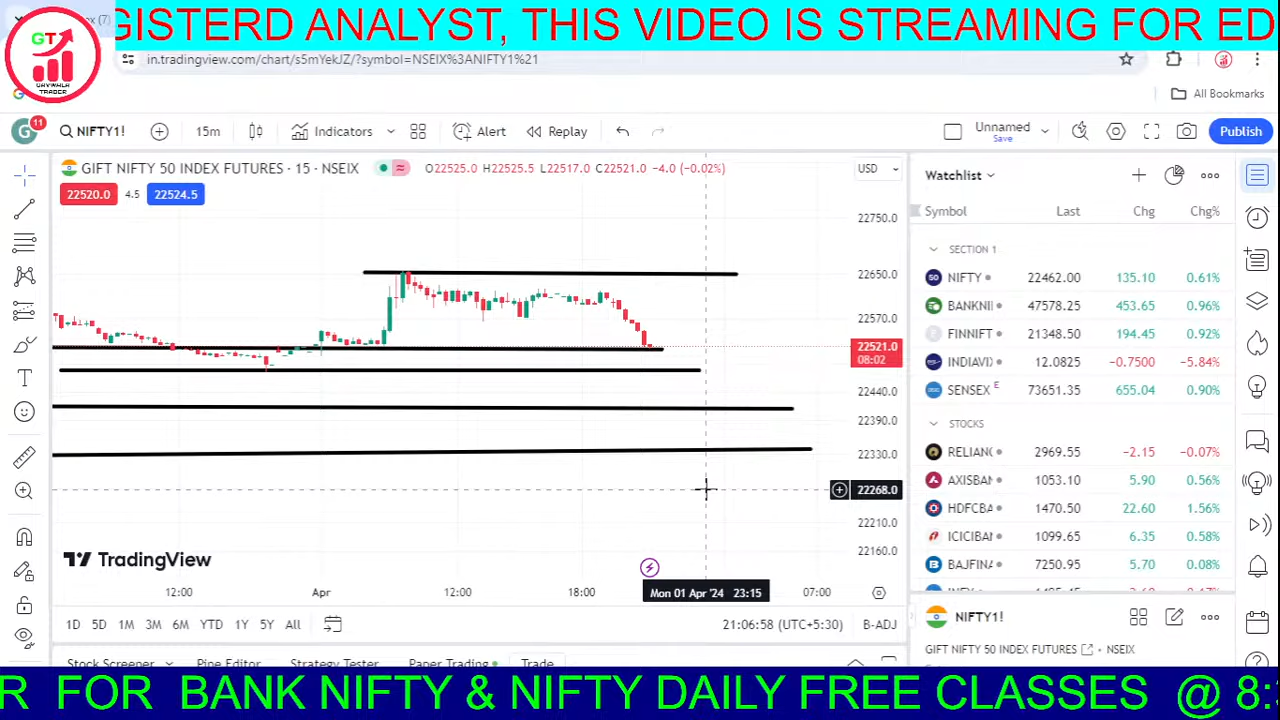 GISTERD ANALYST, THIS VIDEO IS STREAMING FOR ED
ex (7)
GT
GHYWALA
TRADER
in.tradingview.com/chart/s5mYekJZ/?symbol=NSEIX%3ANIFTY1%21
All Bookmarks
G 11 NIFTY1! 15m Indicators Alert Replay Unnamed Save Publish
GIFT NIFTY 50 INDEX FUTURES · 15 · NSEIX O22525.0 H22525.5 L22517.0 C22521.0 -4.0 (-0.02%) USD
22520.0 4.5 22524.5
22750.0
22650.0
22570.0
22521.0
08:02
22440.0
22390.0
22330.0
22268.0
22210.0
22160.0
TradingView
12:00 Apr 12:00 18:00 Mon 01 Apr '24 23:15 07:00
1D 5D 1M 3M 6M YTD 1Y 5Y All 21:06:58 (UTC+5:30) B-ADJ
Stock Screener Pine Editor Strategy Tester Paper Trading Trade
Watchlist
Symbol Last Chg Chg%
SECTION 1
NIFTY 22462.00 135.10 0.61%
BANKNI 47578.25 453.65 0.96%
FINNIFT 21348.50 194.45 0.92%
INDIAVIX 12.0825 -0.7500 -5.84%
SENSEX E 73651.35 655.04 0.90%
STOCKS
RELIANC 2969.55 -2.15 -0.07%
AXISBAN 1053.10 5.90 0.56%
HDFCBA 1470.50 22.60 1.56%
ICICIBAN 1099.65 6.35 0.58%
BAJFINA 7250.95 5.70 0.08%
NIFTY1!
GIFT NIFTY 50 INDEX FUTURES · NSEIX
R FOR BANK NIFTY & NIFTY DAILY FREE CLASSES @ 8: